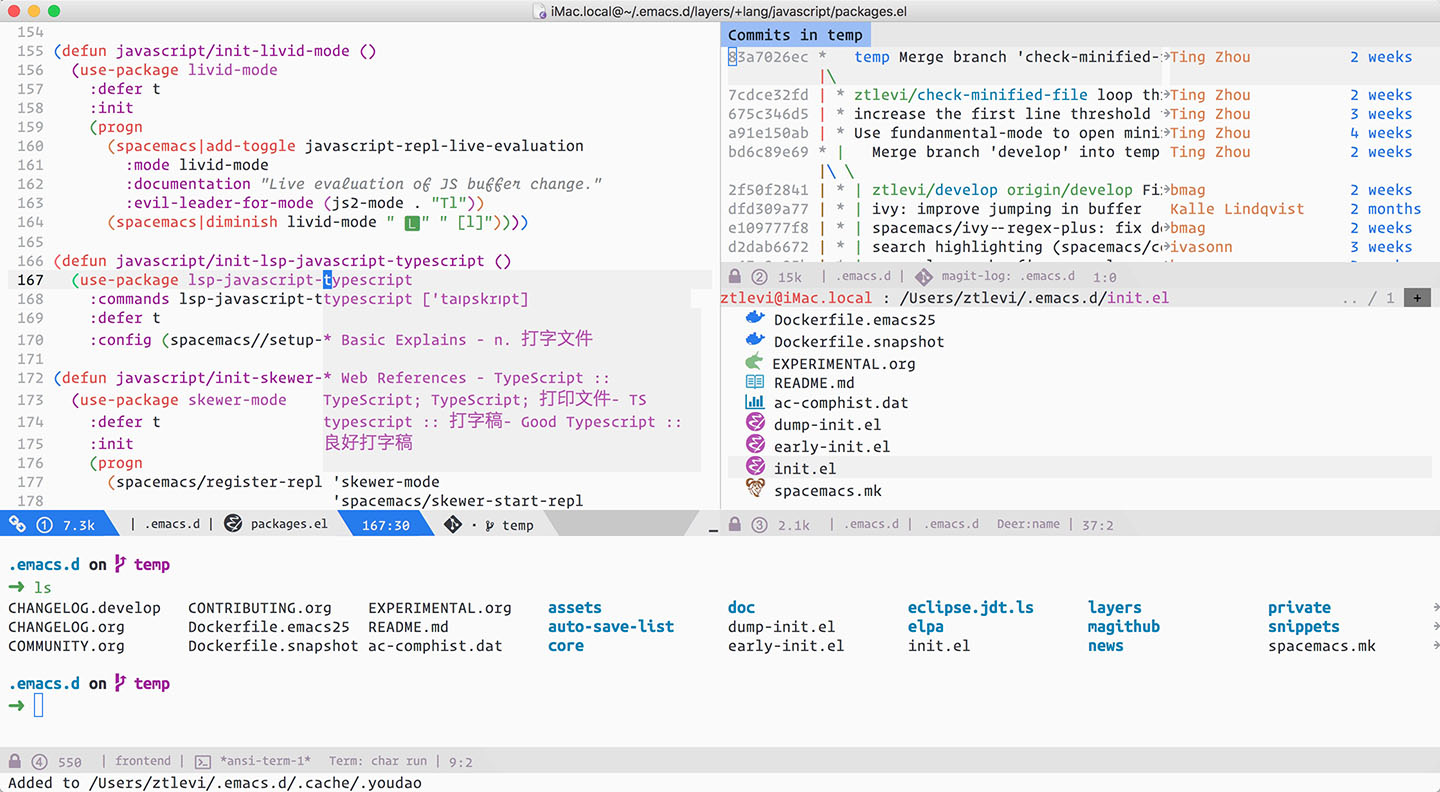 iMac.local@~/.emacs.d/layers/+lang/javascript/packages.el
154
155 (defun javascript/init-livid-mode ()
156 (use-package livid-mode
157 :defer t
158 :init
159 (progn
160 (spacemacs|add-toggle javascript-repl-live-evaluation
161 :mode livid-mode
162 :documentation "Live evaluation of JS buffer change."
163 :evil-leader-for-mode (js2-mode . "Tl"))
164 (spacemacs|diminish livid-mode " 🅛" " [l]"))))
165
166 (defun javascript/init-lsp-javascript-typescript ()
167 (use-package lsp-javascript-typescript
168 :commands lsp-javascript-ttypescript ['taɪpskrɪpt]
169 :defer t
170 :config (spacemacs//setup-* Basic Explains - n. 打字文件
171
172 (defun javascript/init-skewer-* Web References - TypeScript ::
173 (use-package skewer-mode TypeScript; TypeScript; 打印文件- TS
174 :defer t typescript :: 打字稿- Good Typescript ::
175 :init 良好打字稿
176 (progn
177 (spacemacs/register-repl 'skewer-mode
178 'spacemacs/skewer-start-repl
① 7.3k | .emacs.d | packages.el 167:30 · temp
Commits in temp
83a7026ec * temp Merge branch 'check-minified- Ting Zhou 2 weeks
|\
7cdce32fd | * ztlevi/check-minified-file loop th Ting Zhou 2 weeks
675c346d5 | * increase the first line threshold Ting Zhou 3 weeks
a91e150ab | * Use fundanmental-mode to open mini Ting Zhou 4 weeks
bd6c89e69 * | Merge branch 'develop' into temp Ting Zhou 2 weeks
|\ \
2f50f2841 | * | ztlevi/develop origin/develop Fi bmag 2 weeks
dfd309a77 | * | ivy: improve jumping in buffer Kalle Lindqvist 2 months
e109777f8 | * | spacemacs/ivy--regex-plus: fix d bmag 2 weeks
d2dab6672 | * | search highlighting (spacemacs/c ivasonn 3 weeks
② 15k | .emacs.d | magit-log: .emacs.d 1:0
ztlevi@iMac.local : /Users/ztlevi/.emacs.d/init.el .. / 1 +
Dockerfile.emacs25
Dockerfile.snapshot
EXPERIMENTAL.org
README.md
ac-comphist.dat
dump-init.el
early-init.el
init.el
spacemacs.mk
③ 2.1k | .emacs.d | .emacs.d Deer:name | 37:2
.emacs.d on temp
➜ ls
CHANGELOG.develop CONTRIBUTING.org EXPERIMENTAL.org assets doc eclipse.jdt.ls layers private
CHANGELOG.org Dockerfile.emacs25 README.md auto-save-list dump-init.el elpa magithub snippets
COMMUNITY.org Dockerfile.snapshot ac-comphist.dat core early-init.el init.el news spacemacs.mk
.emacs.d on temp
➜
④ 550 | frontend | *ansi-term-1* Term: char run | 9:2
Added to /Users/ztlevi/.emacs.d/.cache/.youdao